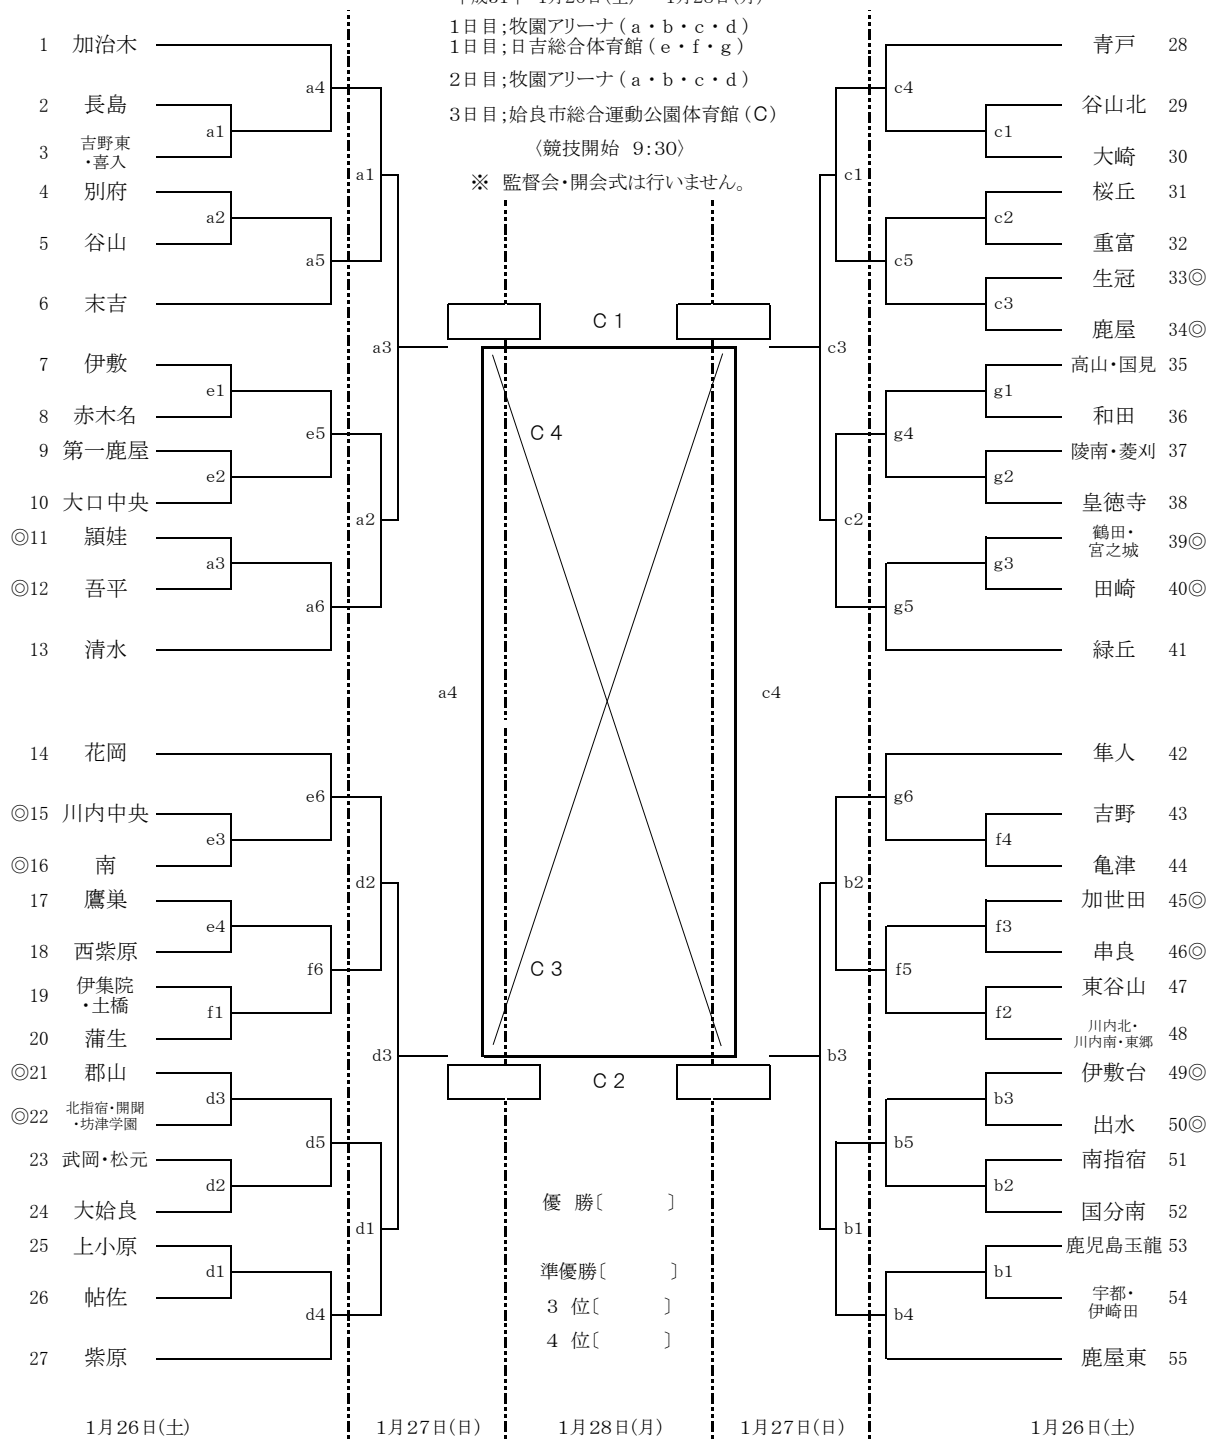 1日目;牧園アリーナ(a・b・c・d)
1日目;日吉総合体育館(e・f・g)
2日目;牧園アリーナ(a・b・c・d)
3日目;姶良市総合運動公園体育館(C)
〈競技開始 9:30〉
※ 監督会・開会式は行いません。
1 加治木
2 長島
3 吉野東
・喜入
4 別府
5 谷山
6 末吉
7 伊敷
8 赤木名
9 第一鹿屋
10 大口中央
◎11 頴娃
◎12 吾平
13 清水
14 花岡
◎15 川内中央
◎16 南
17 鷹巣
18 西紫原
19 伊集院
・土橋
20 蒲生
◎21 郡山
◎22 北指宿・開聞
・坊津学園
23 武岡・松元
24 大姶良
25 上小原
26 帖佐
27 紫原
a4
a1
a2
a5
e1
e5
e2
a3
a6
e6
e3
e4
f6
f1
d3
d5
d2
d1
d4
a1
a3
a2
a4
d2
d3
d1
C1
C4
C3
C2
優 勝〔 〕
準優勝〔 〕
3 位〔 〕
4 位〔 〕
c1
c3
c2
c4
b2
b3
b1
c4
c1
c2
c5
c3
g1
g4
g2
g3
g5
g6
f4
f3
f5
f2
b3
b5
b2
b1
b4
青戸 28
谷山北 29
大崎 30
桜丘 31
重富 32
生冠 33◎
鹿屋 34◎
高山・国見 35
和田 36
陵南・菱刈 37
皇徳寺 38
鶴田・
宮之城 39◎
田崎 40◎
緑丘 41
隼人 42
吉野 43
亀津 44
加世田 45◎
串良 46◎
東谷山 47
川内北・
川内南・東郷 48
伊敷台 49◎
出水 50◎
南指宿 51
国分南 52
鹿児島玉龍 53
宇都・
伊崎田 54
鹿屋東 55
1月26日(土) 1月27日(日) 1月28日(月) 1月27日(日) 1月26日(土)